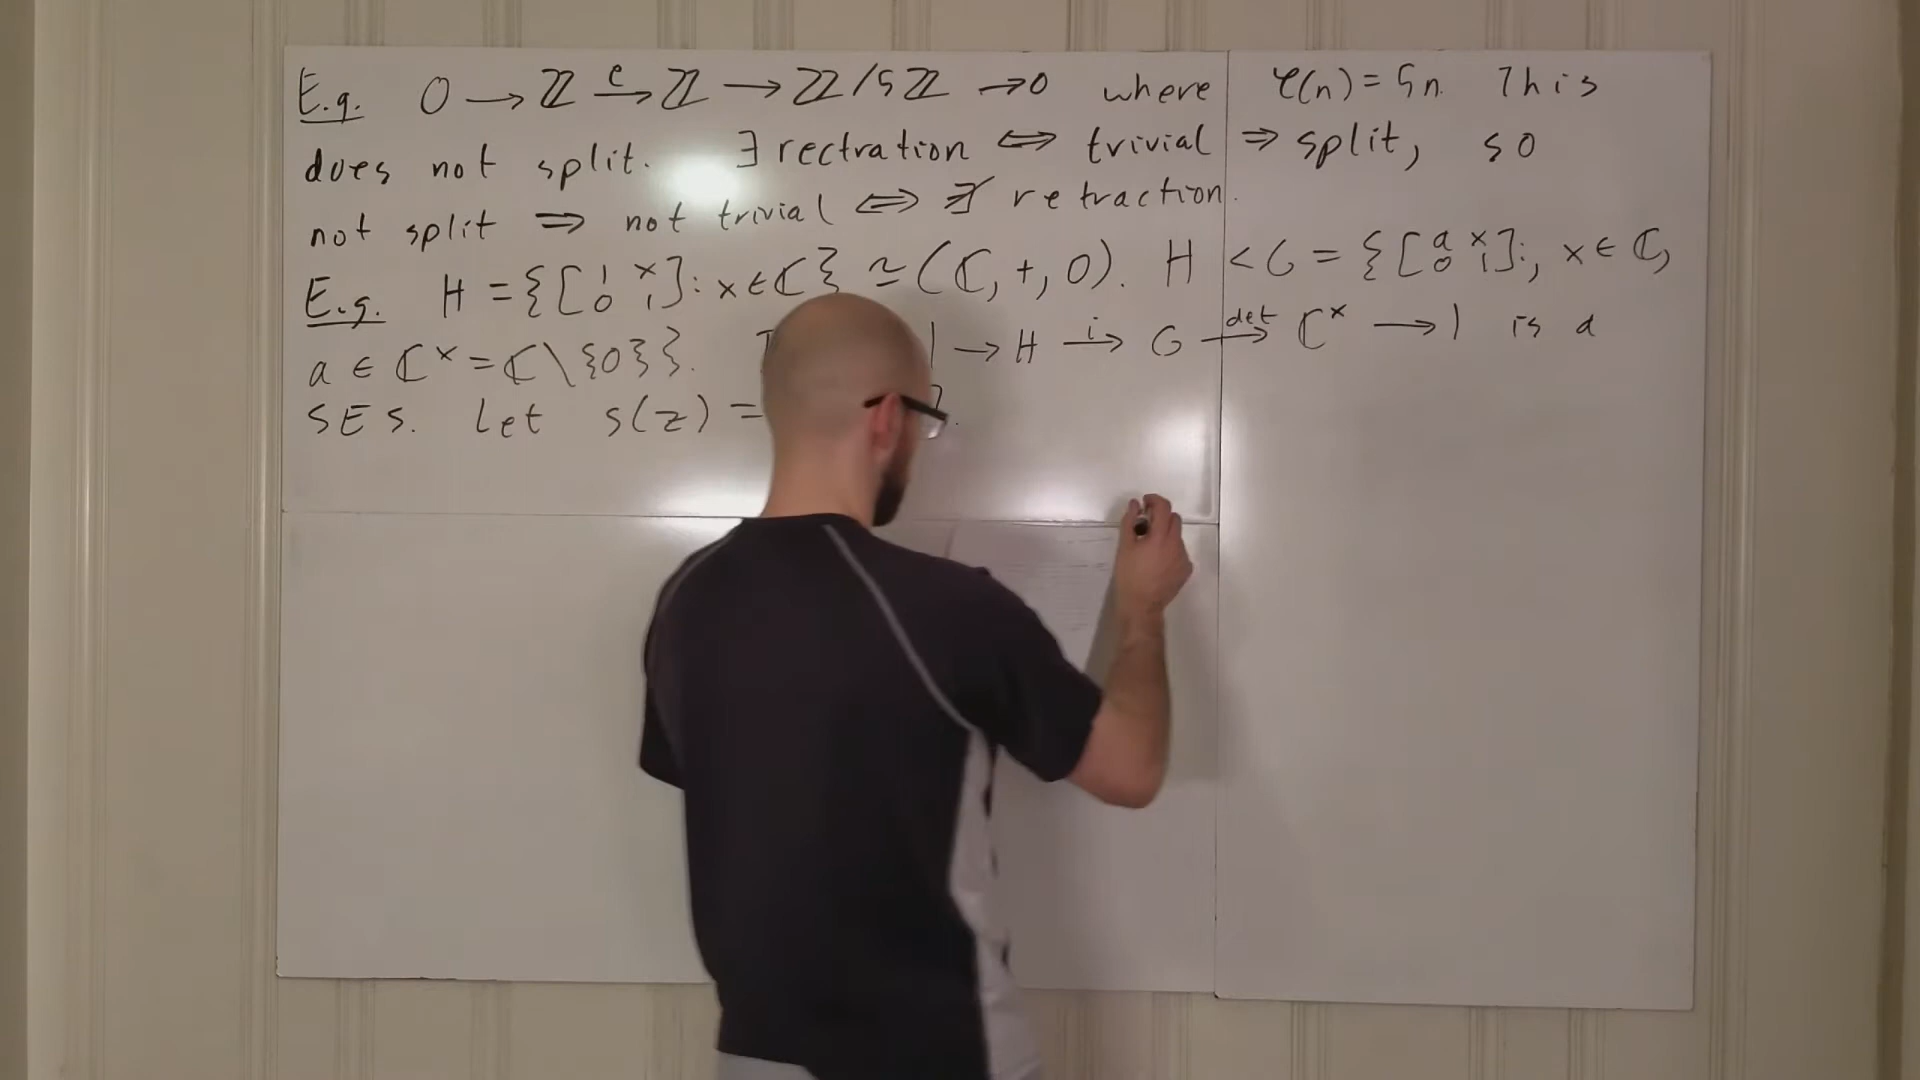 E.g. 0 → ℤ →^φ ℤ → ℤ/5ℤ → 0 where φ(n) = 5n. This
does not split. ∃ rectration ⇔ trivial ⇒ split, so
not split ⇒ not trivial ⇔ ∄ retraction.
E.g. H = {[1 x; 0 1]: x ∈ ℂ} ≃ (ℂ, +, 0). H < G = {[a x; 0 1]:, x ∈ ℂ,
a ∈ ℂ^× = ℂ\{0}}. 1 → H →^i G →^det ℂ^× → 1 is a
SES. Let s(z) =